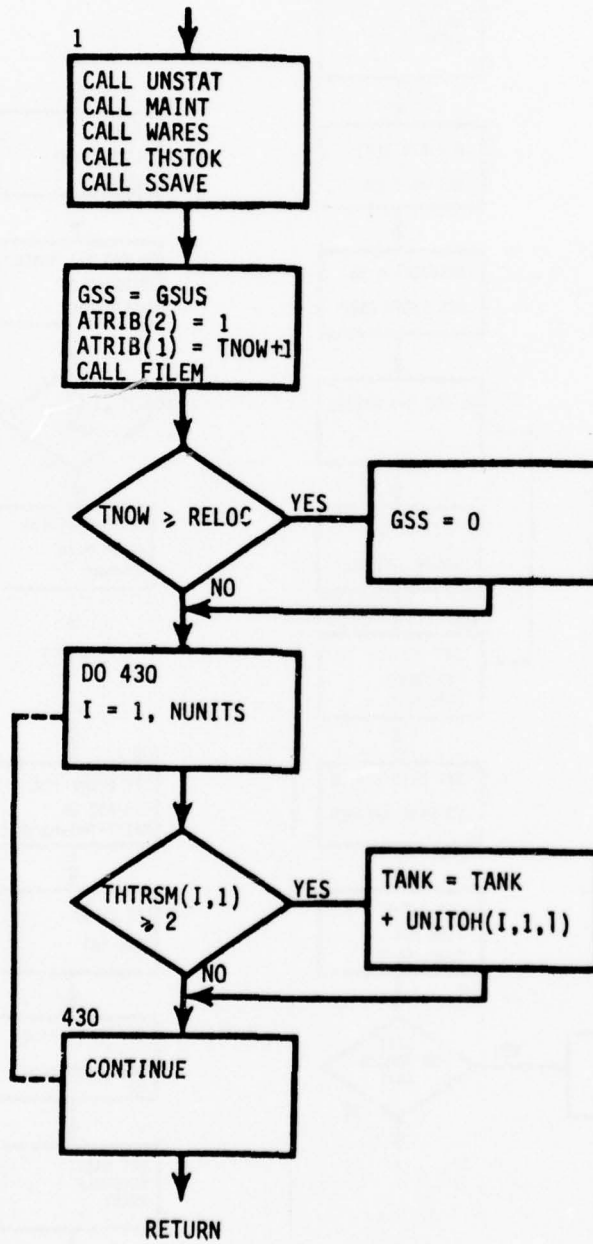 1
CALL UNSTAT
CALL MAINT
CALL WARES
CALL THSTOK
CALL SSAVE
GSS = GSUS
ATRIB(2) = 1
ATRIB(1) = TNOW+1
CALL FILEM
TNOW ≥ RELOC
YES
GSS = 0
NO
DO 430
I = 1, NUNITS
THTRSM(I,1)
≥ 2
YES
TANK = TANK
+ UNITOH(I,1,1)
NO
430
CONTINUE
RETURN